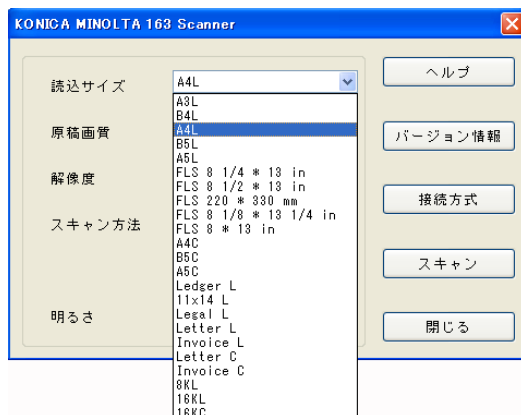 KONICA MINOLTA 163 Scanner
読込サイズ
A4L
ヘルプ
原稿画質
バージョン情報
解像度
接続方式
スキャン方法
スキャン
明るさ
閉じる
A3L
B4L
A4L
B5L
A5L
FLS 8 1/4 * 13 in
FLS 8 1/2 * 13 in
FLS 220 * 330 mm
FLS 8 1/8 * 13 1/4 in
FLS 8 * 13 in
A4C
B5C
A5C
Ledger L
11x14 L
Legal L
Letter L
Invoice L
Letter C
Invoice C
8KL
16KL
16KC